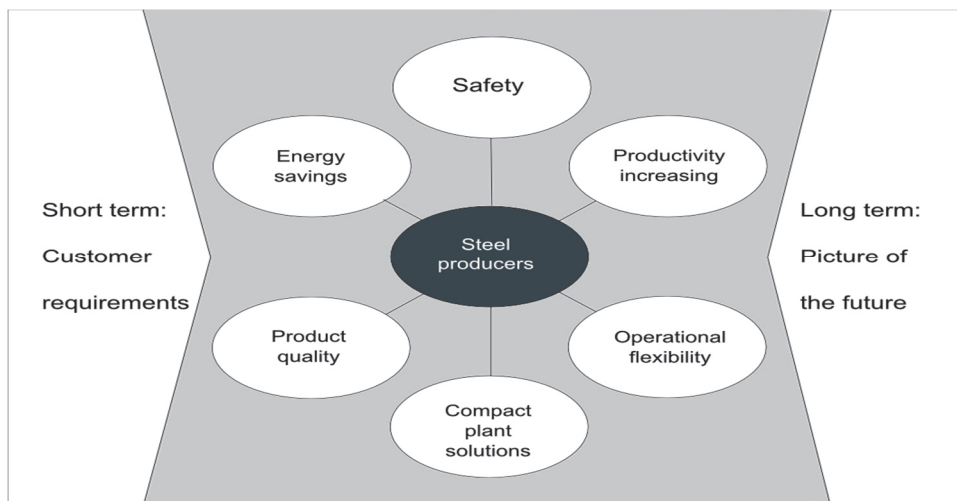 Safety
Energy
savings
Productivity
increasing
Short term:
Customer
requirements
Steel
producers
Long term:
Picture of
the future
Product
quality
Operational
flexibility
Compact
plant
solutions